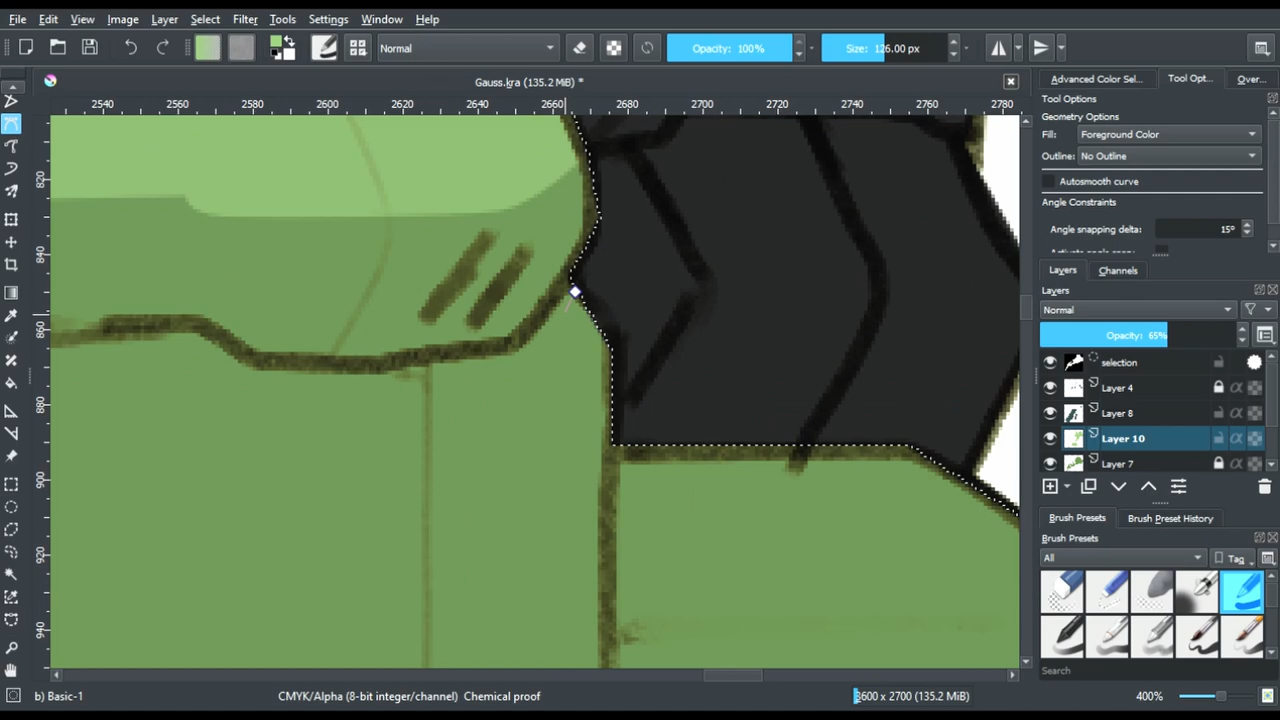 File Edit View Image Layer Select Filter Tools Settings Window Help
Normal Opacity: 100% Size: 126.00 px
Gauss.kra (135.2 MiB) *
Advanced Color Sel... Tool Opt... Over...
2540 2560 2580 2600 2620 2640 2660 2680 2700 2720 2740 2760 2780
820
840
860
880
900
920
940
Tool Options
Geometry Options
Fill: Foreground Color
Outline: No Outline
Autosmooth curve
Angle Constraints
Angle snapping delta: 15º
Layers Channels
Layers
Normal
Opacity: 65%
selection
Layer 4
Layer 8
Layer 10
Layer 7
Brush Presets Brush Preset History
Brush Presets
All Tag
Search
b) Basic-1 CMYK/Alpha (8-bit integer/channel) Chemical proof 3600 x 2700 (135.2 MiB) 400%